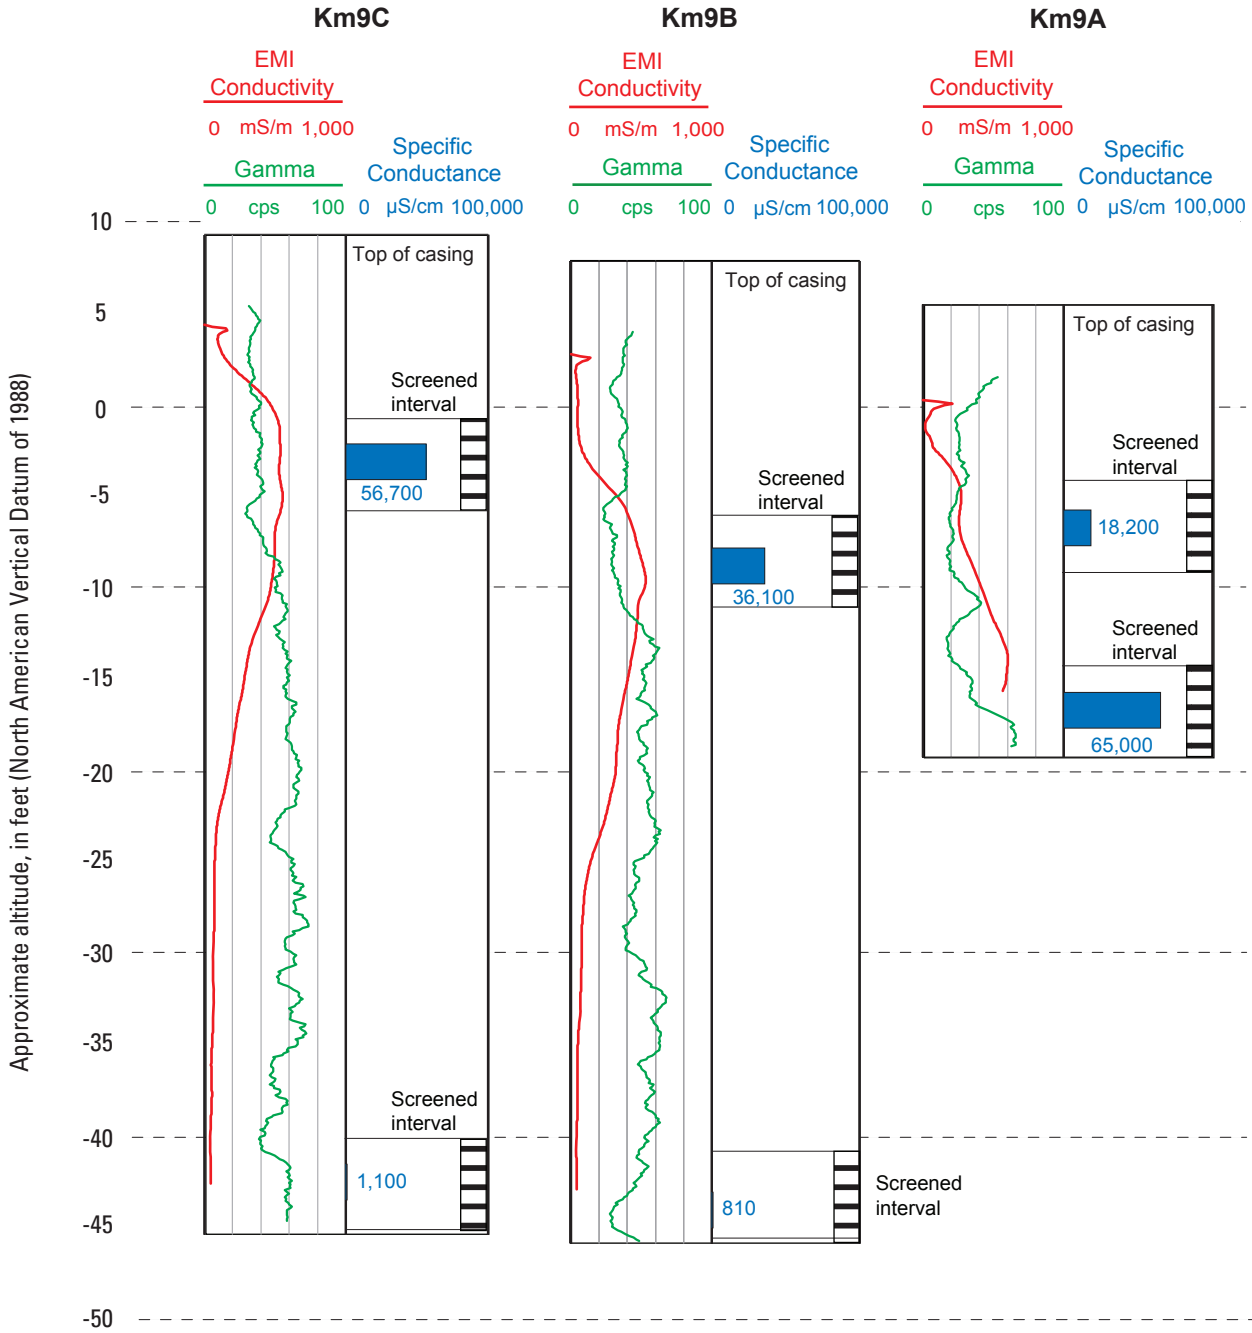 Km9C
Km9B
Km9A
EMI
Conductivity
0 mS/m 1,000
Gamma
0 cps 100
Specific
Conductance
0 µS/cm 100,000
EMI
Conductivity
0 mS/m 1,000
Gamma
0 cps 100
Specific
Conductance
0 µS/cm 100,000
EMI
Conductivity
0 mS/m 1,000
Gamma
0 cps 100
Specific
Conductance
0 µS/cm 100,000
Approximate altitude, in feet (North American Vertical Datum of 1988)
10
5
0
-5
-10
-15
-20
-25
-30
-35
-40
-45
-50
Top of casing
Screened
interval
56,700
Screened
interval
1,100
Top of casing
Screened
interval
36,100
810
Screened
interval
Top of casing
Screened
interval
18,200
Screened
interval
65,000